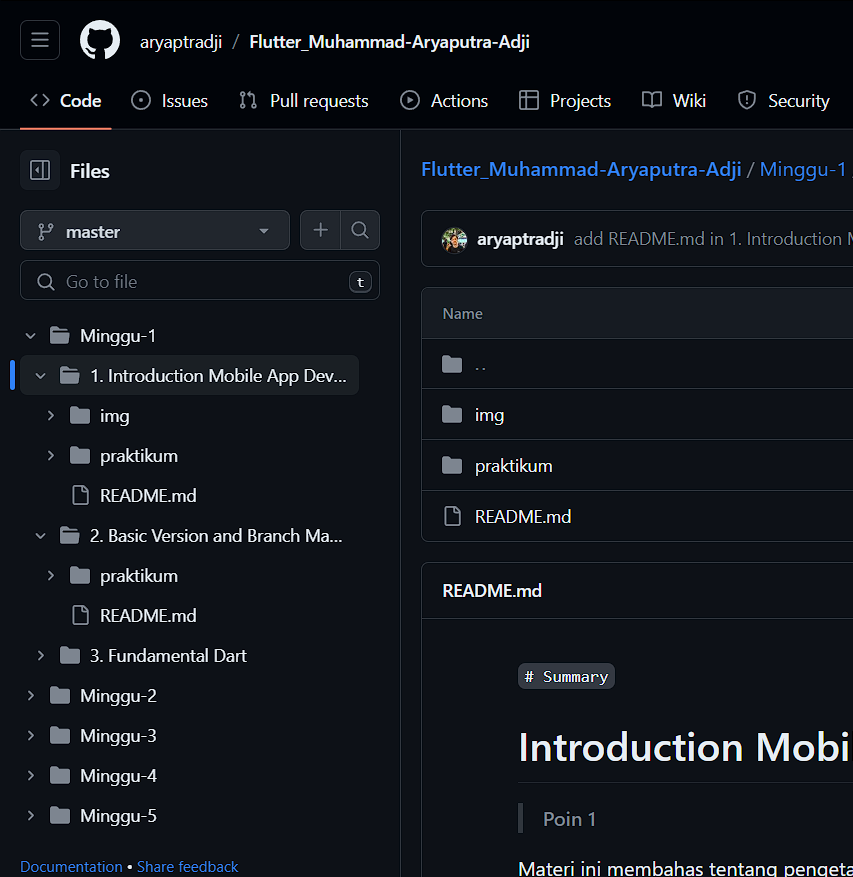 aryaptradji / Flutter_Muhammad-Aryaputra-Adji
Code Issues Pull requests Actions Projects Wiki Security
Files
master
Go to file t
Minggu-1
1. Introduction Mobile App Dev...
img
praktikum
README.md
2. Basic Version and Branch Ma...
praktikum
README.md
3. Fundamental Dart
Minggu-2
Minggu-3
Minggu-4
Minggu-5
Documentation • Share feedback
Flutter_Muhammad-Aryaputra-Adji / Minggu-1 /
aryaptradji add README.md in 1. Introduction M
Name
..
img
praktikum
README.md
README.md
# Summary
Introduction Mobi
Poin 1
Materi ini membahas tentang pengeta